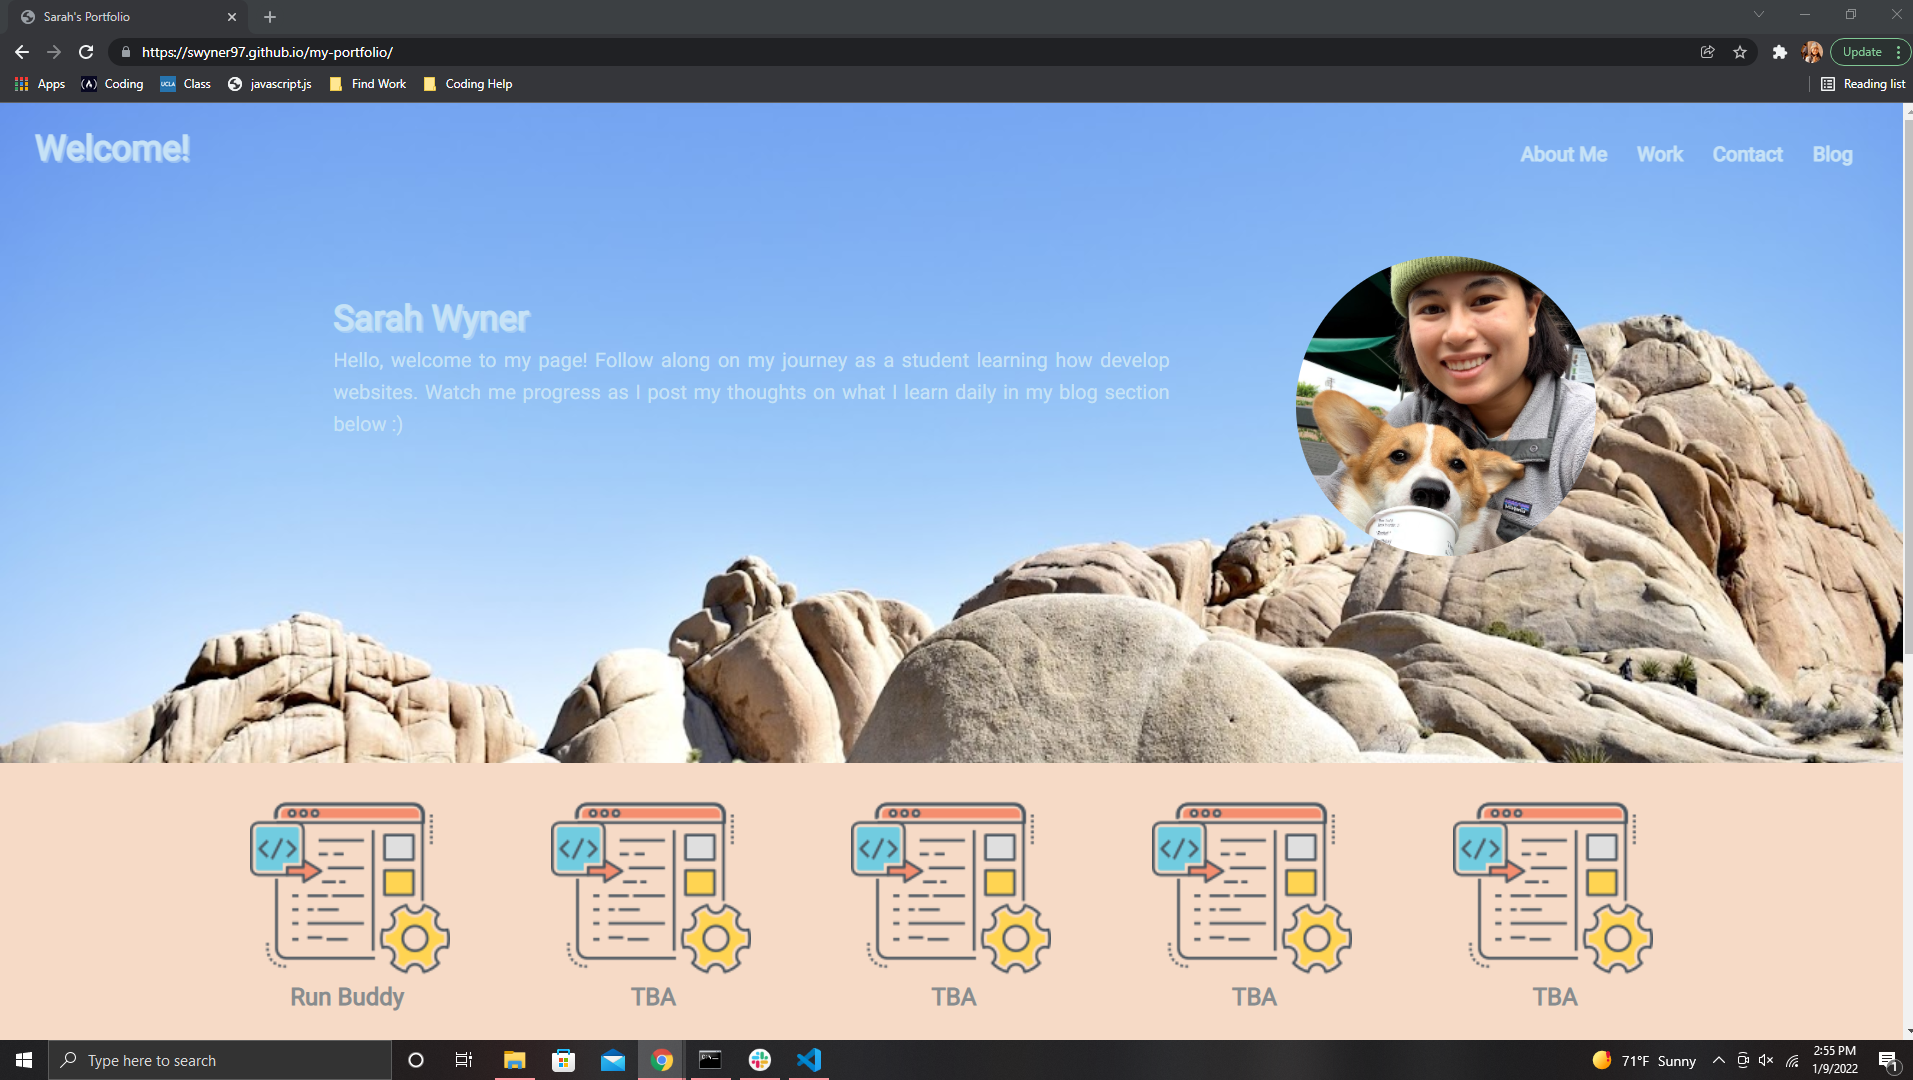 Sarah's Portfolio
https://swyner97.github.io/my-portfolio/
Update
Apps (A) Coding UCLA Class javascript.js Find Work Coding Help Reading list
Welcome!
About Me Work Contact Blog
Sarah Wyner
Hello, welcome to my page! Follow along on my journey as a student learning how develop
websites. Watch me progress as I post my thoughts on what I learn daily in my blog section
below :)
</> </> </> </> </>
Run Buddy TBA TBA TBA TBA
Type here to search
71°F Sunny
2:55 PM
1/9/2022
1